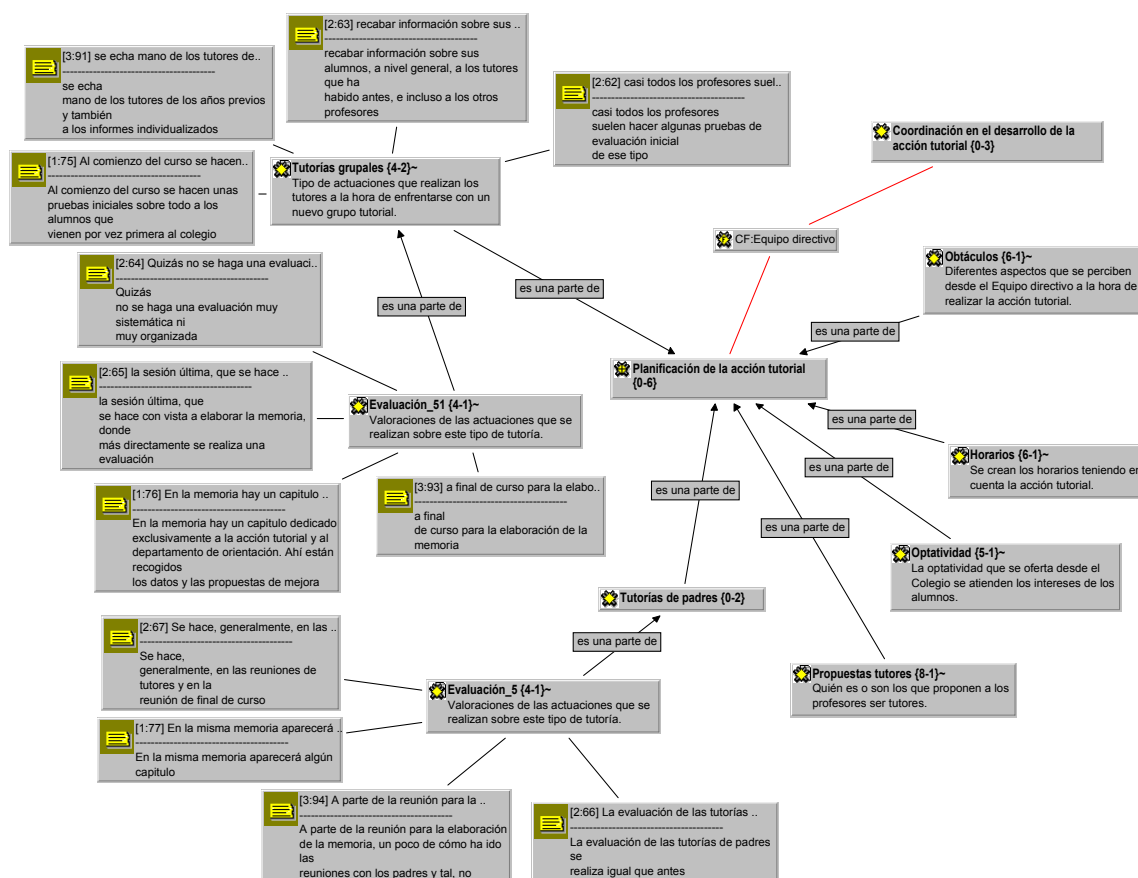 [3:91] se echa mano de los tutores de..
----------------------------------------
se echa
mano de los tutores de los años previos
y también
a los informes individualizados
[2:63] recabar información sobre sus ..
----------------------------------------
recabar información sobre sus
alumnos, a nivel general, a los tutores
que ha
habido antes, e incluso a los otros
profesores
[2:62] casi todos los profesores suel..
----------------------------------------
casi todos los profesores
suelen hacer algunas pruebas de
evaluación inicial
de ese tipo
[1:75] Al comienzo del curso se hacen..
----------------------------------------
Al comienzo del curso se hacen unas
pruebas iniciales sobre todo a los
alumnos que
vienen por vez primera al colegio
Tutorías grupales {4-2}~
Tipo de actuaciones que realizan los
tutores a la hora de enfrentarse con un
nuevo grupo tutorial.
Coordinación en el desarrollo de la
acción tutorial {0-3}
CF:Equipo directivo
Obtáculos {6-1}~
Diferentes aspectos que se perciben
desde el Equipo directivo a la hora de
realizar la acción tutorial.
[2:64] Quizás no se haga una evaluaci..
----------------------------------------
Quizás
no se haga una evaluación muy
sistemática ni
muy organizada
es una parte de
es una parte de
es una parte de
Planificación de la acción tutorial
{0-6}
[2:65] la sesión última, que se hace ..
----------------------------------------
la sesión última, que
se hace con vista a elaborar la memoria,
donde
más directamente se realiza una
evaluación
Evaluación_51 {4-1}~
Valoraciones de las actuaciones que se
realizan sobre este tipo de tutoría.
es una parte de
Horarios {6-1}~
Se crean los horarios teniendo en
cuenta la acción tutorial.
es una parte de
es una parte de
es una parte de
[1:76] En la memoria hay un capitulo ..
----------------------------------------
En la memoria hay un capitulo dedicado
exclusivamente a la acción tutorial y al
departamento de orientación. Ahí están
recogidos
los datos y las propuestas de mejora
[3:93] a final de curso para la elabo..
----------------------------------------
a final
de curso para la elaboración de la
memoria
Optatividad {5-1}~
La optatividad que se oferta desde el
Colegio se atienden los intereses de los
alumnos.
Tutorías de padres {0-2}
es una parte de
[2:67] Se hace, generalmente, en las ..
----------------------------------------
Se hace,
generalmente, en las reuniones de
tutores y en la
reunión de final de curso
Evaluación_5 {4-1}~
Valoraciones de las actuaciones que se
realizan sobre este tipo de tutoría.
Propuestas tutores {8-1}~
Quién es o son los que proponen a los
profesores ser tutores.
[1:77] En la misma memoria aparecerá ..
----------------------------------------
En la misma memoria aparecerá algún
capitulo
[3:94] A parte de la reunión para la ..
----------------------------------------
A parte de la reunión para la elaboración
de la memoria, un poco de cómo ha ido
las
reuniones con los padres y tal, no
[2:66] La evaluación de las tutorías ..
----------------------------------------
La evaluación de las tutorías de padres
se
realiza igual que antes